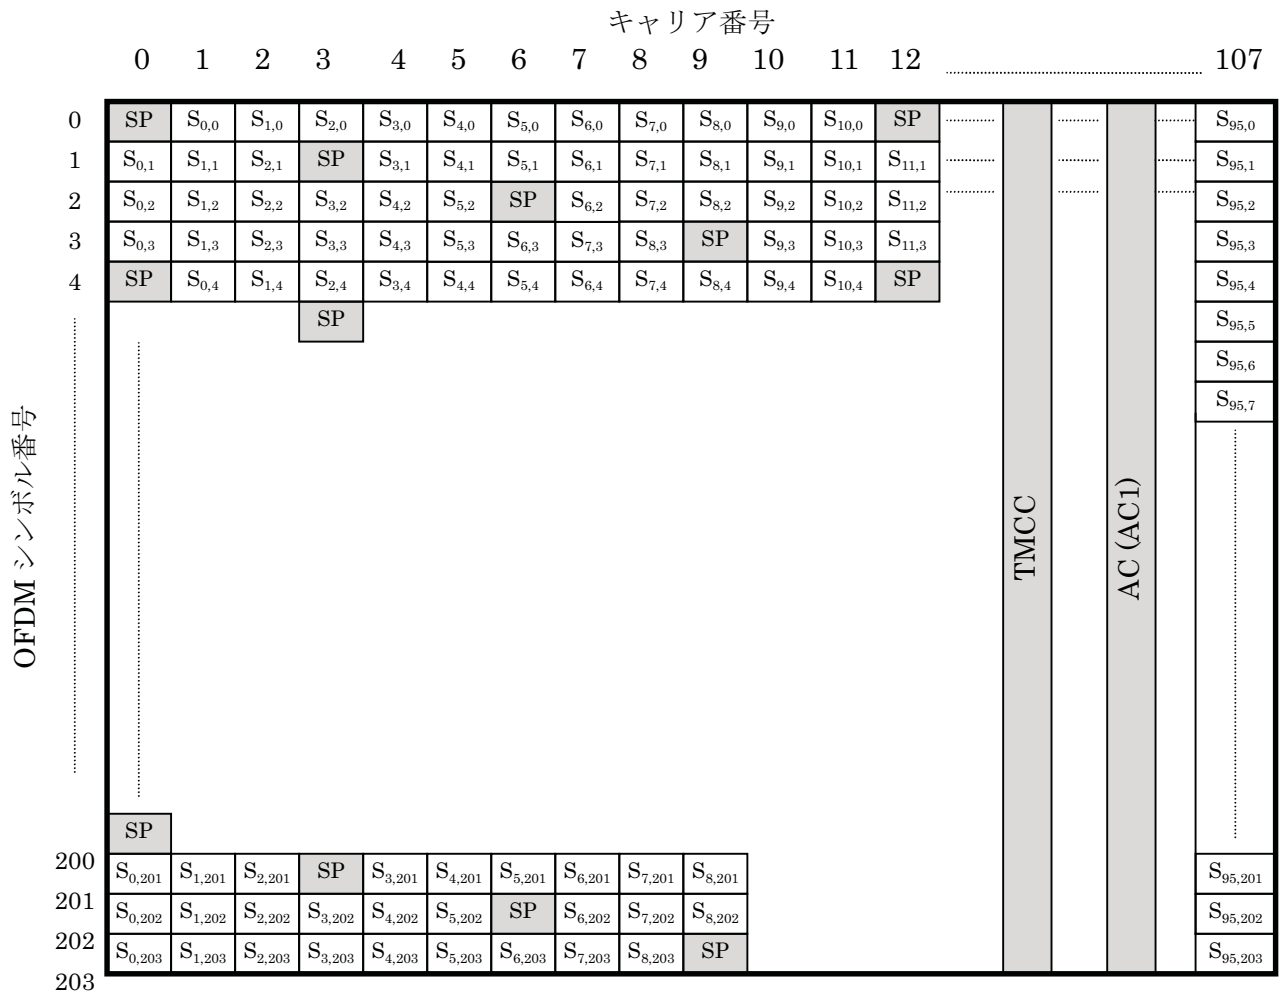 キャリア番号
0 1 2 3 4 5 6 7 8 9 10 11 12 107
0 SP S0,0 S1,0 S2,0 S3,0 S4,0 S5,0 S6,0 S7,0 S8,0 S9,0 S10,0 SP S95,0
1 S0,1 S1,1 S2,1 SP S3,1 S4,1 S5,1 S6,1 S7,1 S8,1 S9,1 S10,1 S11,1 S95,1
2 S0,2 S1,2 S2,2 S3,2 S4,2 S5,2 SP S6,2 S7,2 S8,2 S9,2 S10,2 S11,2 S95,2
3 S0,3 S1,3 S2,3 S3,3 S4,3 S5,3 S6,3 S7,3 S8,3 SP S9,3 S10,3 S11,3 S95,3
4 SP S0,4 S1,4 S2,4 S3,4 S4,4 S5,4 S6,4 S7,4 S8,4 S9,4 S10,4 SP S95,4
SP S95,5
S95,6
S95,7
OFDM シンボル番号
TMCC
AC (AC1)
SP
200 S0,201 S1,201 S2,201 SP S3,201 S4,201 S5,201 S6,201 S7,201 S8,201 S95,201
201 S0,202 S1,202 S2,202 S3,202 S4,202 S5,202 SP S6,202 S7,202 S8,202 S95,202
202 S0,203 S1,203 S2,203 S3,203 S4,203 S5,203 S6,203 S7,203 S8,203 SP S95,203
203